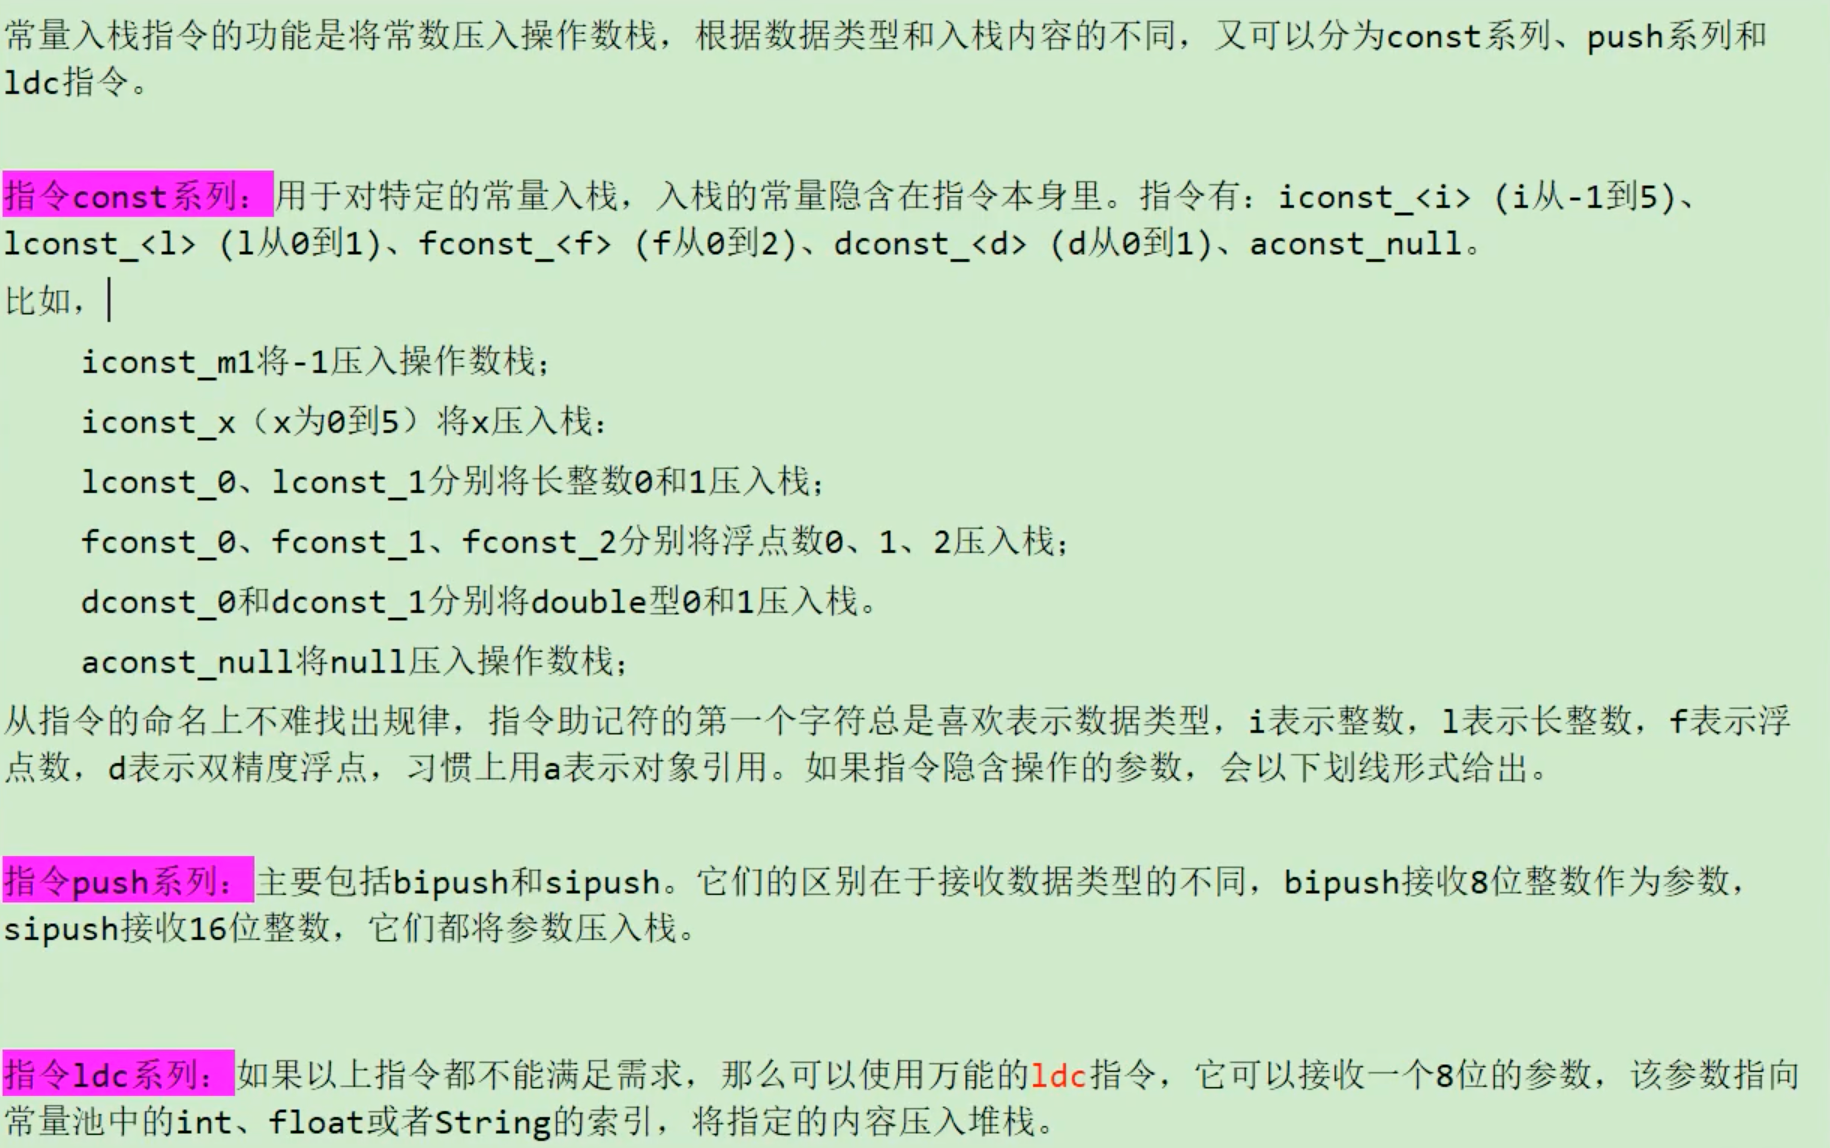 常量入栈指令的功能是将常数压入操作数栈，根据数据类型和入栈内容的不同，又可以分为const系列、push系列和
ldc指令。
指令const系列：用于对特定的常量入栈，入栈的常量隐含在指令本身里。指令有：iconst_<i> (i从-1到5)、
lconst_<l> (l从0到1)、fconst_<f> (f从0到2)、dconst_<d> (d从0到1)、aconst_null。
比如，
iconst_m1将-1压入操作数栈；
iconst_x（x为0到5）将x压入栈：
lconst_0、lconst_1分别将长整数0和1压入栈；
fconst_0、fconst_1、fconst_2分别将浮点数0、1、2压入栈；
dconst_0和dconst_1分别将double型0和1压入栈。
aconst_null将null压入操作数栈；
从指令的命名上不难找出规律，指令助记符的第一个字符总是喜欢表示数据类型，i表示整数，l表示长整数，f表示浮
点数，d表示双精度浮点，习惯上用a表示对象引用。如果指令隐含操作的参数，会以下划线形式给出。
指令push系列：主要包括bipush和sipush。它们的区别在于接收数据类型的不同，bipush接收8位整数作为参数，
sipush接收16位整数，它们都将参数压入栈。
指令ldc系列：如果以上指令都不能满足需求，那么可以使用万能的ldc指令，它可以接收一个8位的参数，该参数指向
常量池中的int、float或者String的索引，将指定的内容压入堆栈。